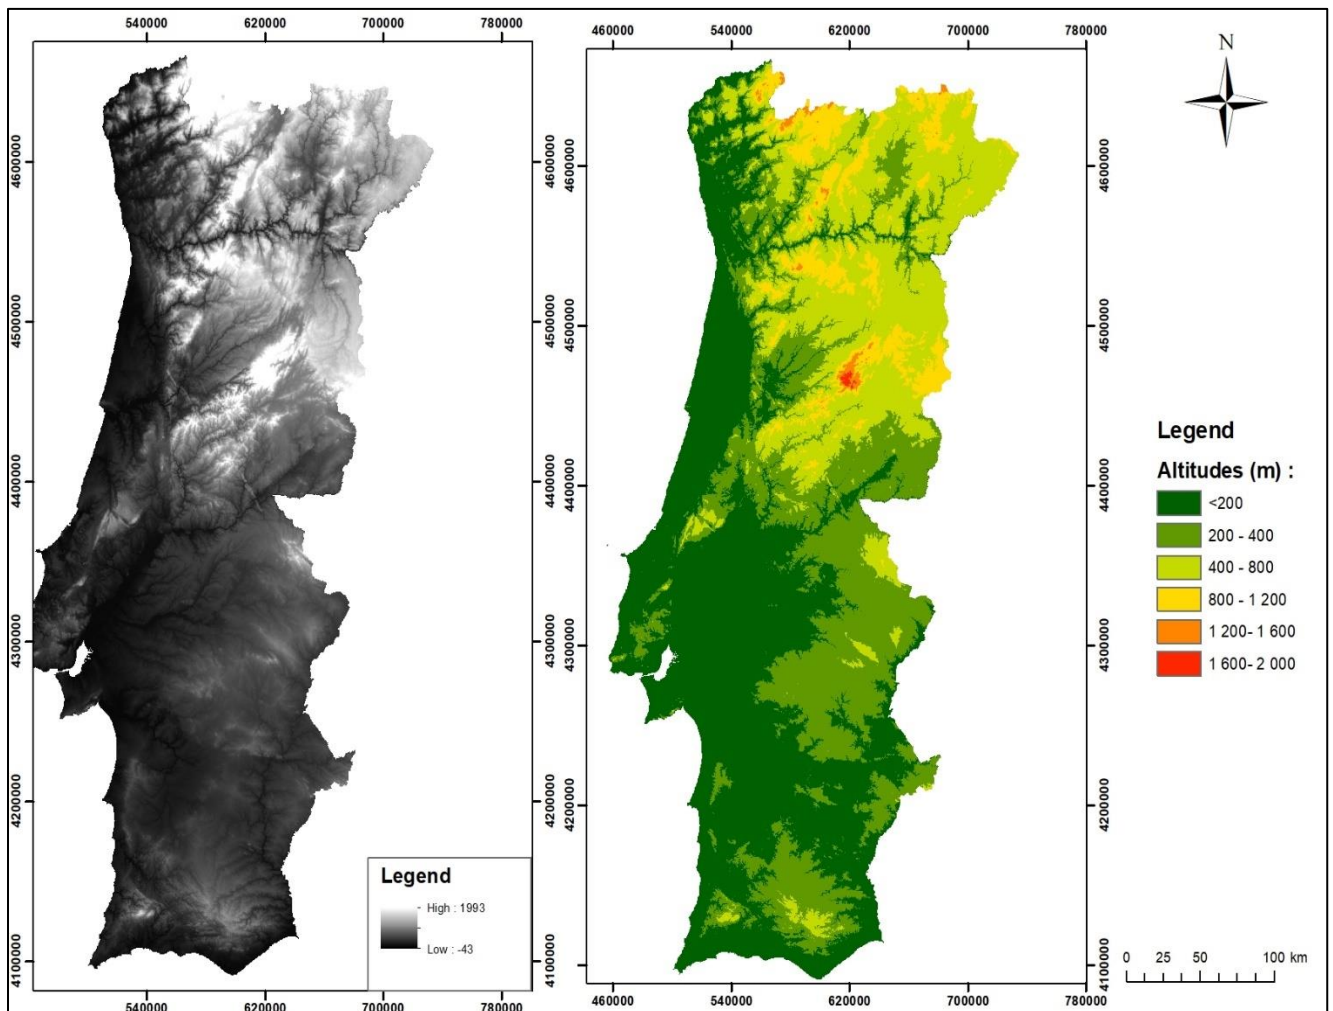 540000 620000 700000 780000
460000 540000 620000 700000 780000
N
4600000
4500000
4400000
4300000
4200000
4100000
4600000
4500000
4400000
4300000
4200000
4100000
4600000
4500000
4400000
4300000
4200000
4100000
Legend
High : 1993
Low : -43
Legend
Altitudes (m) :
<200
200 - 400
400 - 800
800 - 1 200
1 200- 1 600
1 600- 2 000
0 25 50 100 km
540000 620000 700000 780000
460000 540000 620000 700000 780000